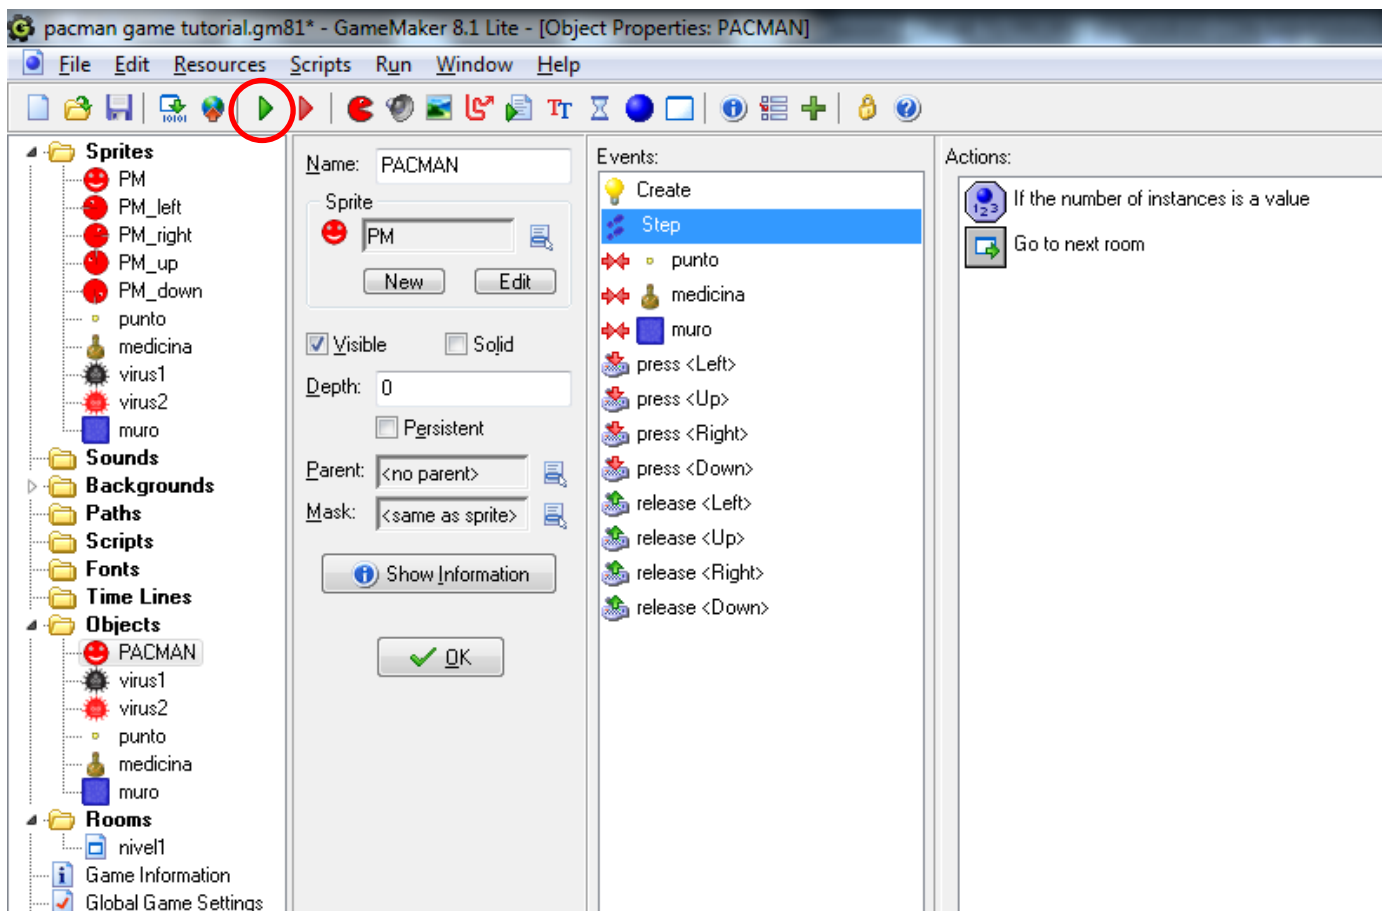 pacman game tutorial.gm81* - GameMaker 8.1 Lite - [Object Properties: PACMAN]
File Edit Resources Scripts Run Window Help
Sprites
PM
PM_left
PM_right
PM_up
PM_down
punto
medicina
virus1
virus2
muro
Sounds
Backgrounds
Paths
Scripts
Fonts
Time Lines
Objects
PACMAN
virus1
virus2
punto
medicina
muro
Rooms
nivel1
Game Information
Global Game Settings
Name: PACMAN
Sprite
PM
New Edit
Visible Solid
Depth: 0
Persistent
Parent: <no parent>
Mask: <same as sprite>
Show Information
OK
Events:
Create
Step
punto
medicina
muro
press <Left>
press <Up>
press <Right>
press <Down>
release <Left>
release <Up>
release <Right>
release <Down>
Actions:
If the number of instances is a value
Go to next room